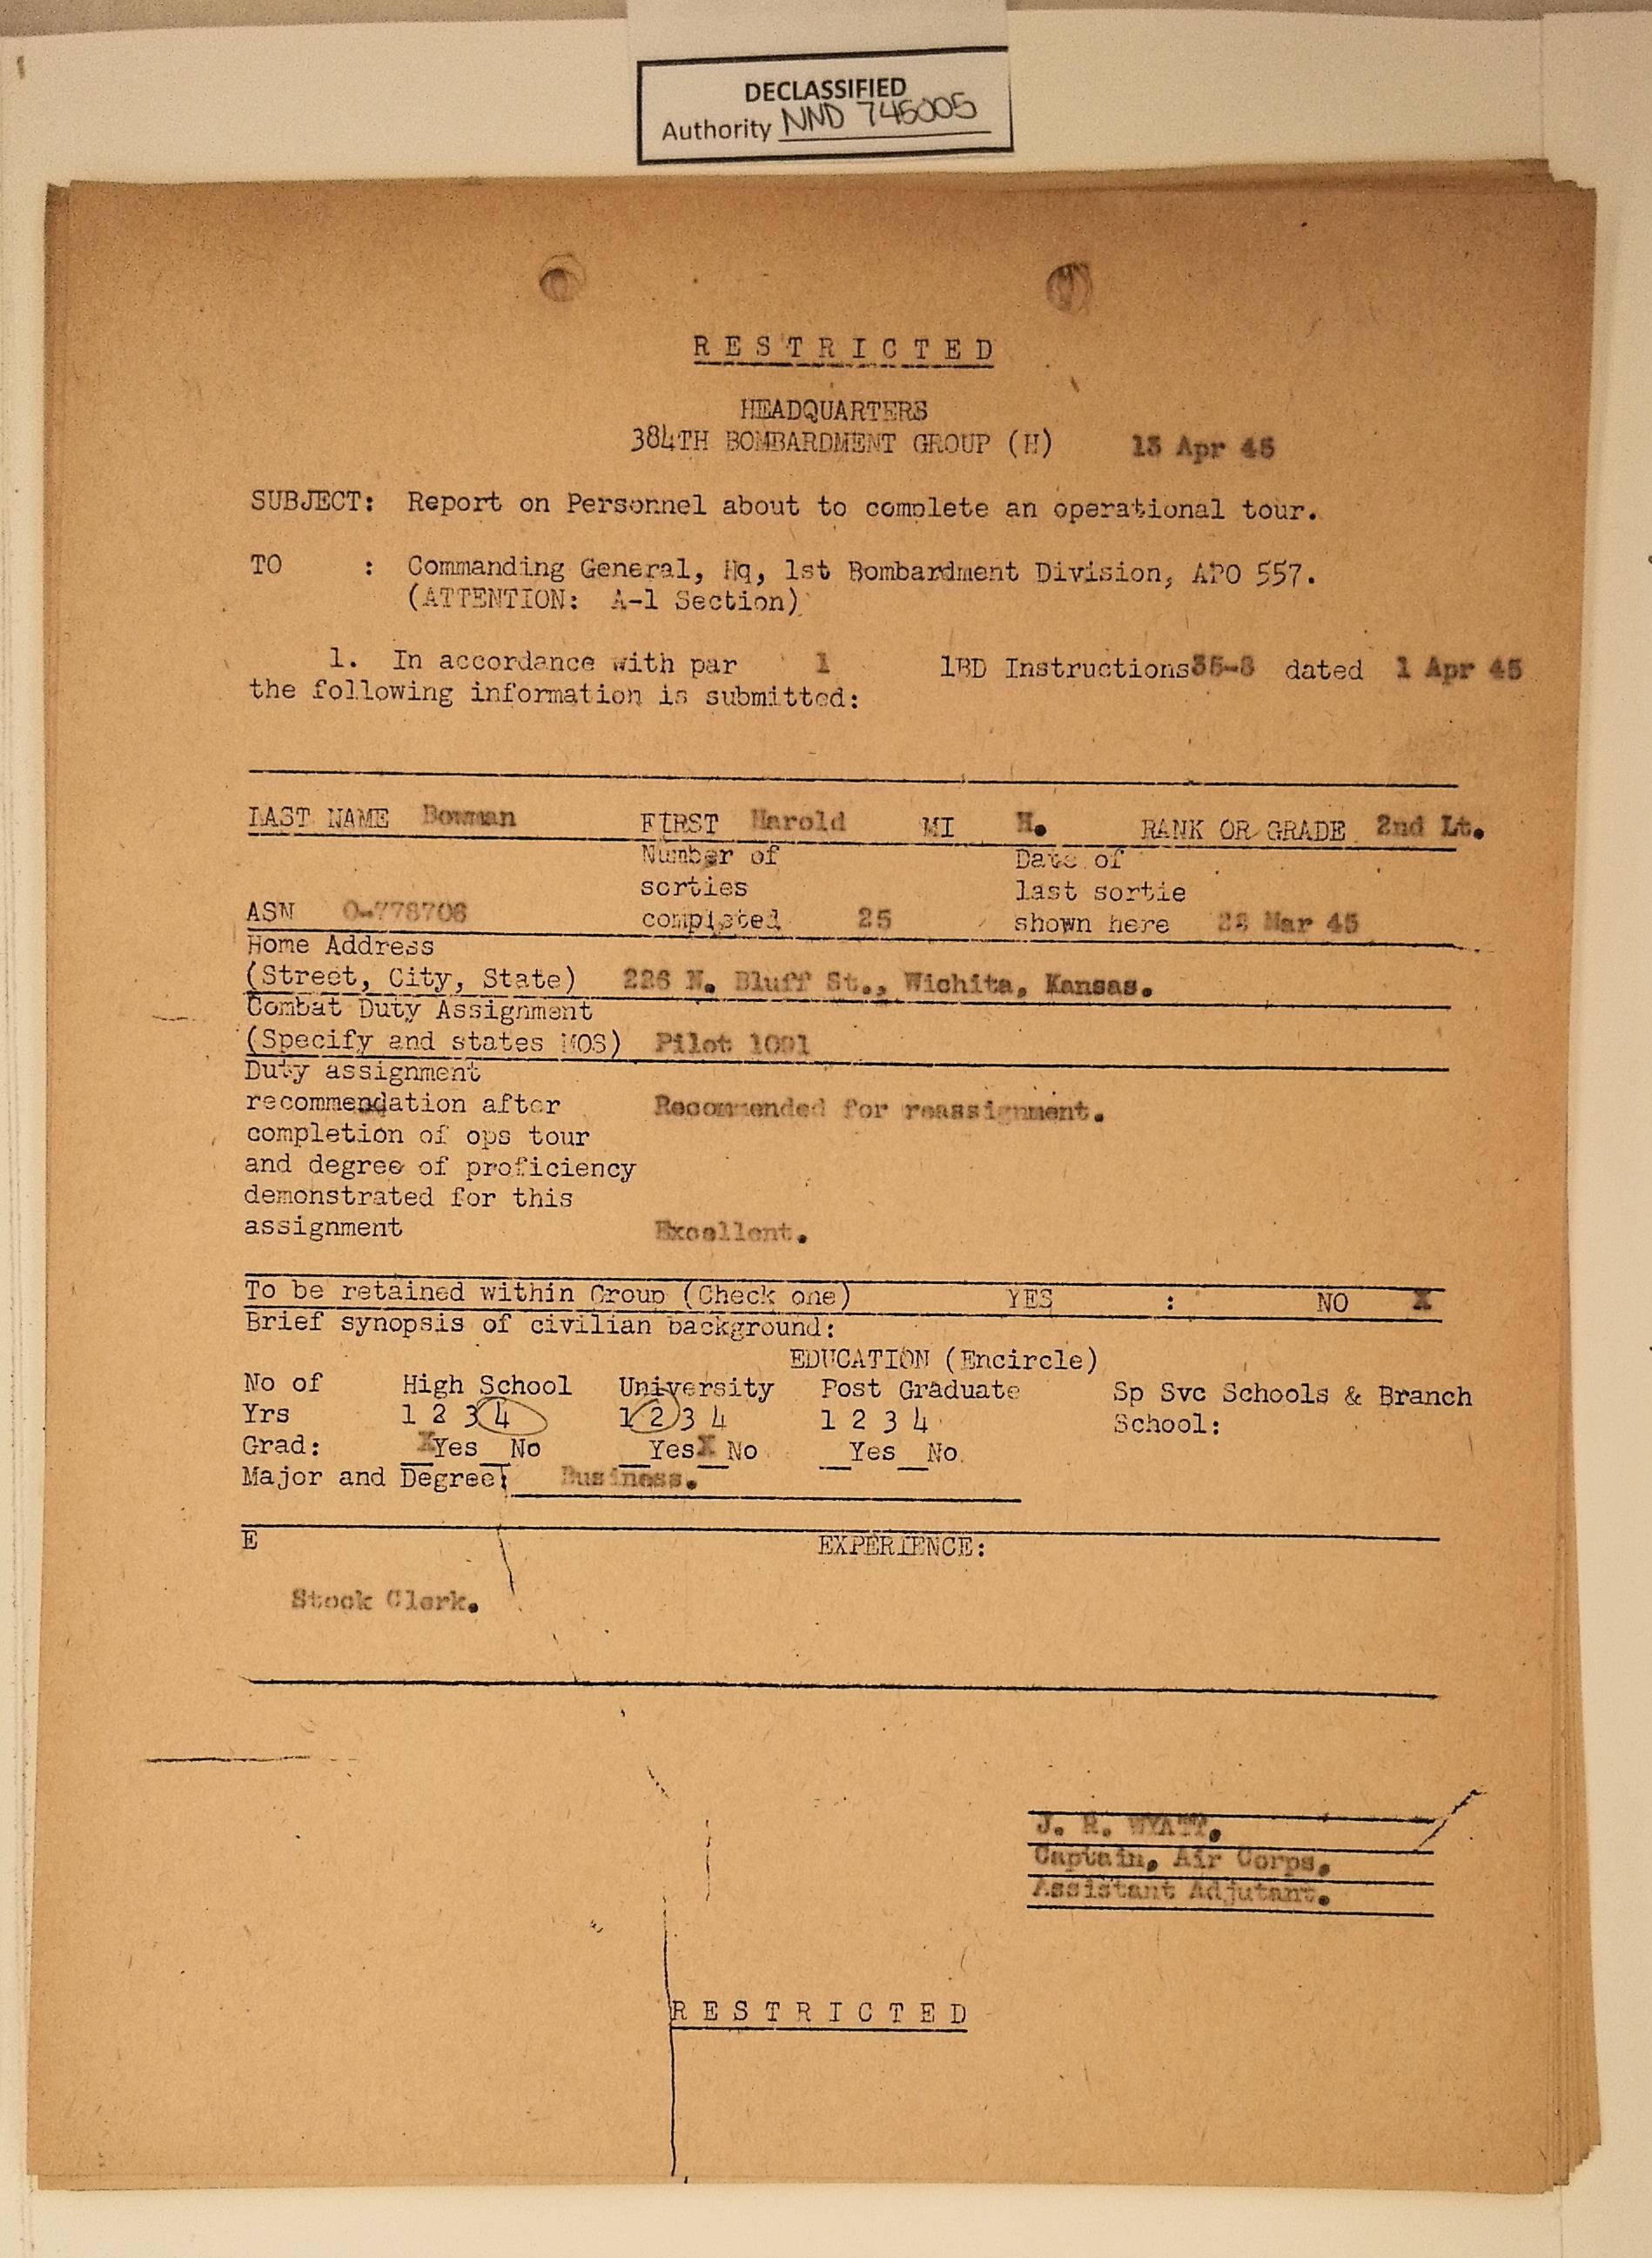 DECLASSIFIED
Authority NND 745005
RESTRICTED
HEADQUARTERS
384TH BOMBARDMENT GROUP (H) 13 Apr 45
SUBJECT: Report on Personnel about to complete an operational tour.
TO : Commanding General, Hq, 1st Bombardment Division, APO 557.
(ATTENTION: A-1 Section)
1. In accordance with par 1 1BD Instructions 35-8 dated 1 Apr 45
the following information is submitted:
LAST NAME Bowman FIRST Harold MI H. RANK OR GRADE 2nd Lt.
Number of Date of
sorties last sortie
ASN O-778706 completed 25 shown here Mar 45
Home Address
(Street, City, State) 226 N. Bluff St., Wichita, Kansas.
Combat Duty Assignment
(Specify and states MOS) Pilot 1091
Duty assignment
recommendation after Recommended for reassignment.
completion of ops tour
and degree of proficiency
demonstrated for this
assignment Excellent.
To be retained within Group (Check one) YES : NO X
Brief synopsis of civilian background:
EDUCATION (Encircle)
No of High School University Post Graduate Sp Svc Schools & Branch
Yrs 1 2 3 4 1 2 3 4 1 2 3 4 School:
Grad: X Yes __No __Yes X No __Yes __No
Major and Degree: Business.
E EXPERIENCE:
Stock Clerk.
J. R. WYATT,
Captain, Air Corps,
Assistant Adjutant.
RESTRICTED